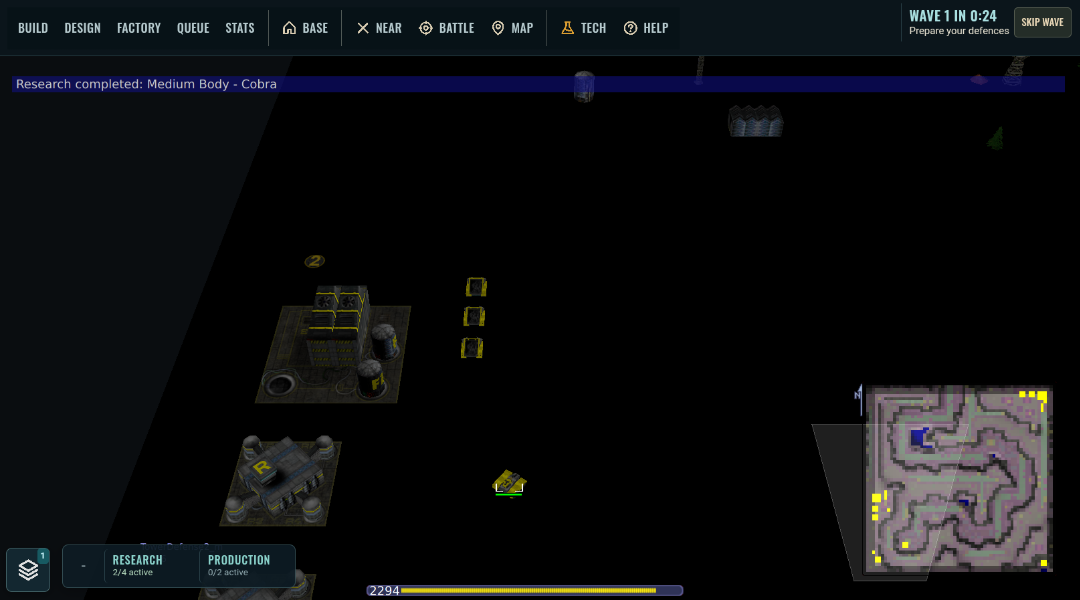 BUILD DESIGN FACTORY QUEUE STATS BASE NEAR BATTLE MAP TECH HELP
WAVE 1 IN 0:24
Prepare your defences
SKIP WAVE
Research completed: Medium Body - Cobra
2
R
N
1
-
RESEARCH
2/4 active
PRODUCTION
0/2 active
2294